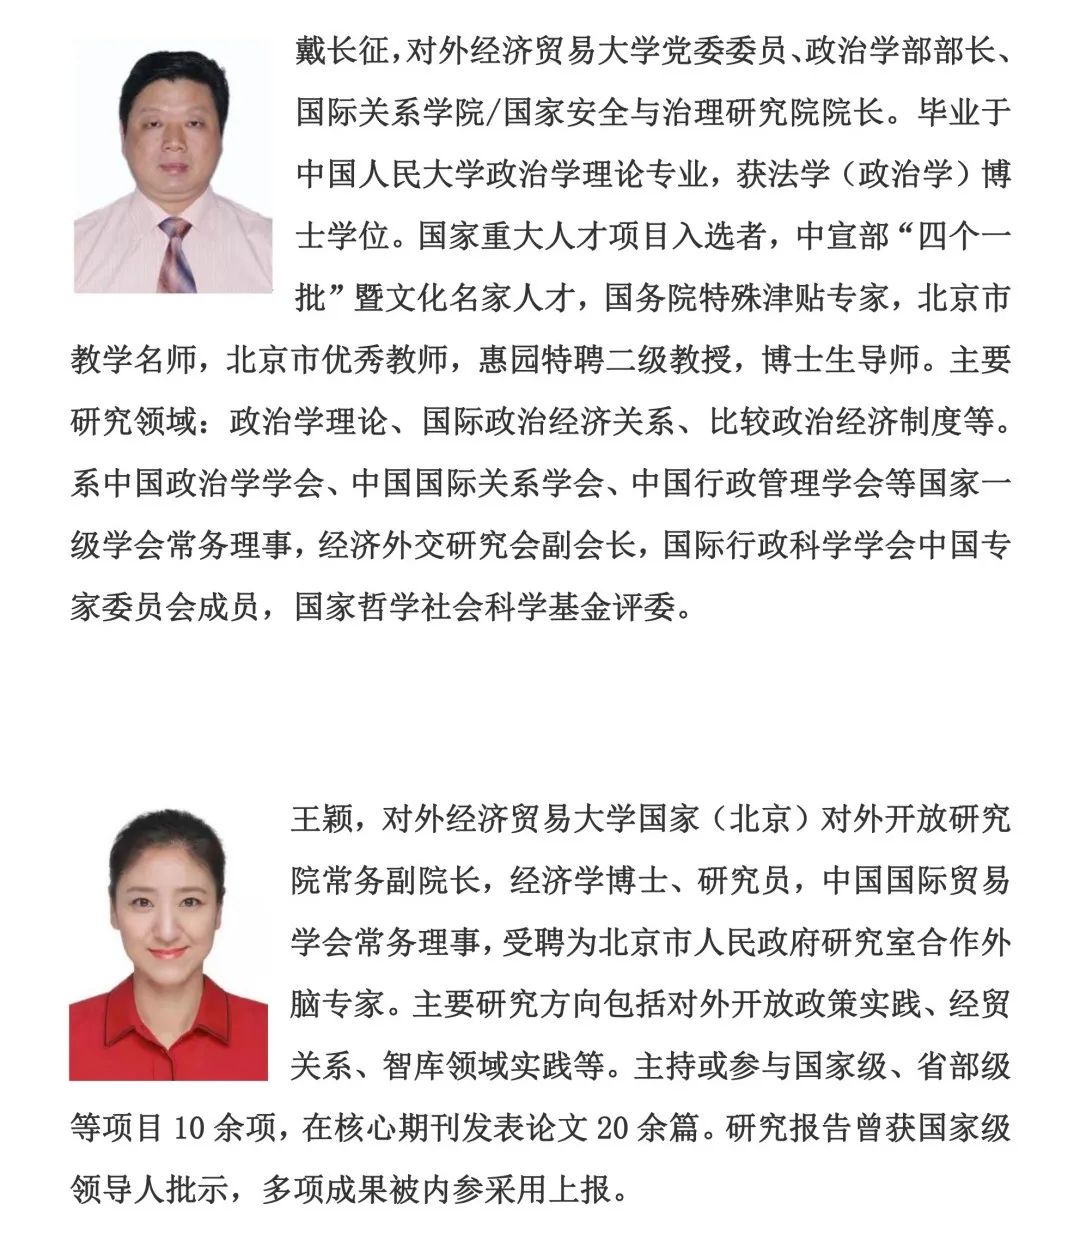 戴长征，对外经济贸易大学党委委员、政治学部部长、
国际关系学院/国家安全与治理研究院院长。毕业于
中国人民大学政治学理论专业，获法学（政治学）博
士学位。国家重大人才项目入选者，中宣部“四个一
批”暨文化名家人才，国务院特殊津贴专家，北京市
教学名师，北京市优秀教师，惠园特聘二级教授，博士生导师。主要
研究领域：政治学理论、国际政治经济关系、比较政治经济制度等。
系中国政治学学会、中国国际关系学会、中国行政管理学会等国家一
级学会常务理事，经济外交研究会副会长，国际行政科学学会中国专
家委员会成员，国家哲学社会科学基金评委。
王颖，对外经济贸易大学国家（北京）对外开放研究
院常务副院长，经济学博士、研究员，中国国际贸易
学会常务理事，受聘为北京市人民政府研究室合作外
脑专家。主要研究方向包括对外开放政策实践、经贸
关系、智库领域实践等。主持或参与国家级、省部级
等项目 10 余项，在核心期刊发表论文 20 余篇。研究报告曾获国家级
领导人批示，多项成果被内参采用上报。